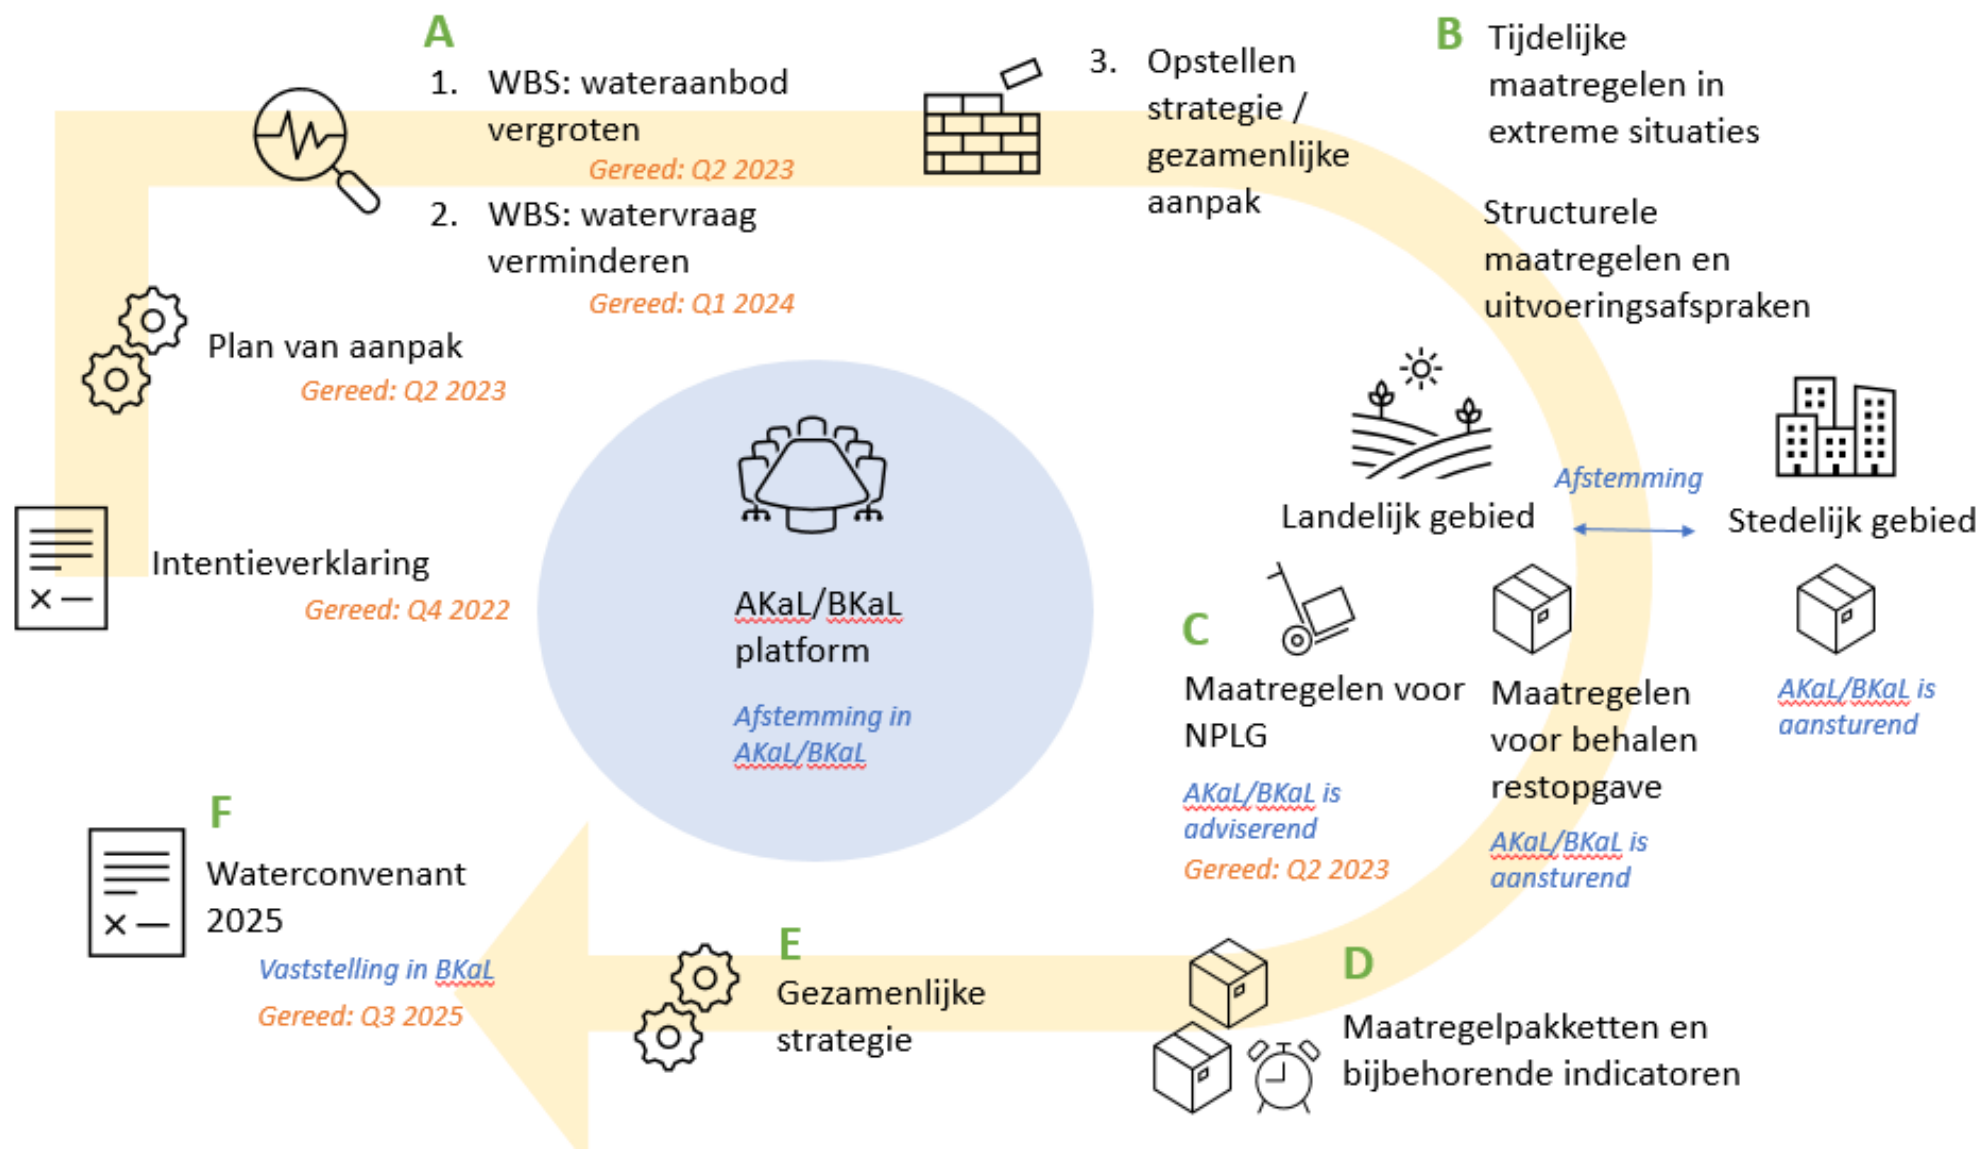 A
1. WBS: wateraanbod
vergroten
Gereed: Q2 2023
2. WBS: watervraag
verminderen
Gereed: Q1 2024
3. Opstellen
strategie /
gezamenlijke
aanpak
B
Tijdelijke
maatregelen in
extreme situaties
Structurele
maatregelen en
uitvoeringsafspraken
Plan van aanpak
Gereed: Q2 2023
Intentieverklaring
Gereed: Q4 2022
AKaL/BKaL
platform
Afstemming in
AKaL/BKaL
Landelijk gebied
Afstemming
Stedelijk gebied
C
Maatregelen voor
NPLG
AKaL/BKaL is
adviserend
Gereed: Q2 2023
Maatregelen
voor behalen
restopgave
AKaL/BKaL is
aansturend
AKaL/BKaL is
aansturend
D
Maatregelpakketten en
bijbehorende indicatoren
E
Gezamenlijke
strategie
F
Waterconvenant
2025
Vaststelling in BKaL
Gereed: Q3 2025